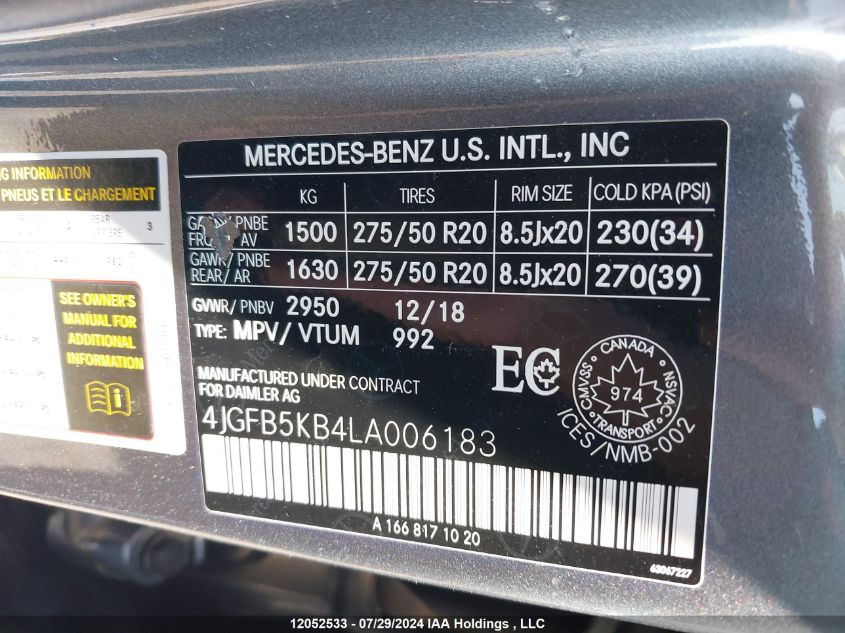 MERCEDES-BENZ U.S. INTL., INC
KG TIRES RIM SIZE COLD KPA (PSI)
PNBE
AV 1500 275/50 R20 8.5Jx20 230(34)
GAWR/ PNBE
REAR/ AR 1630 275/50 R20 8.5Jx20 270(39)
GVWR/ PNBV 2950 12/18
TYPE: MPV/ VTUM 992
MANUFACTURED UNDER CONTRACT
FOR DAIMLER AG
4JGFB5KB4LA006183
EC
CANADA
NSVAC
974
SVAMC
TRANSPORT
ICES/NMB-002
A 166 817 10 20
63067227
INFORMATION
PNEUS ET LE CHARGEMENT
3
SEE OWNER'S
MANUAL FOR
ADDITIONAL
INFORMATION
12052533 - 07/29/2024 IAA Holdings, LLC